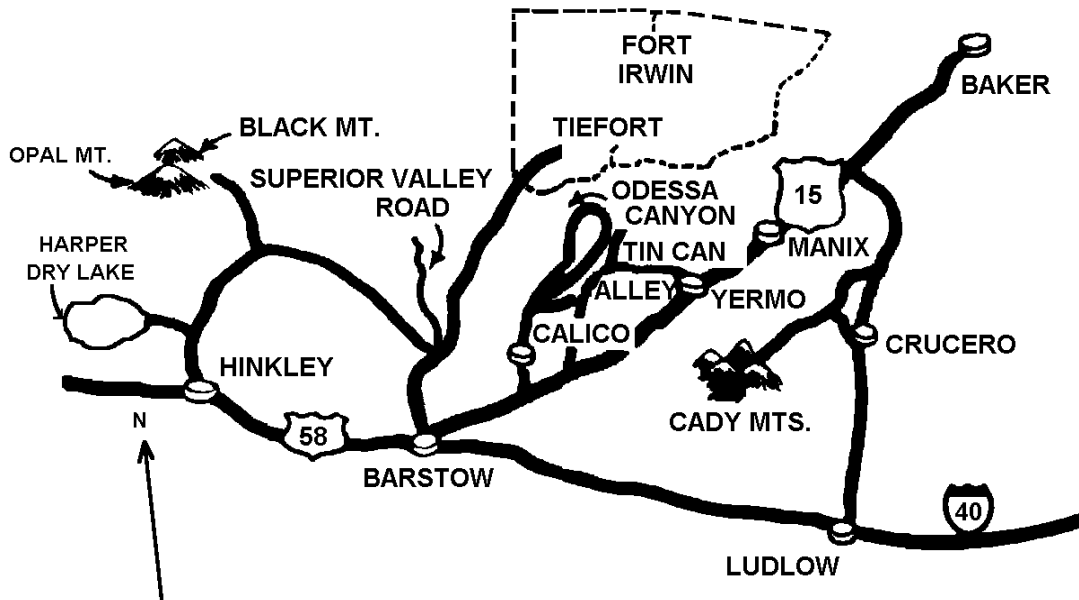 FORT
IRWIN
BAKER
BLACK MT.
TIEFORT
OPAL MT.
SUPERIOR VALLEY
ROAD
15
ODESSA
CANYON
HARPER
DRY LAKE
TIN CAN
ALLEY
MANIX
YERMO
CALICO
CRUCERO
HINKLEY
N
58
CADY MTS.
BARSTOW
40
LUDLOW